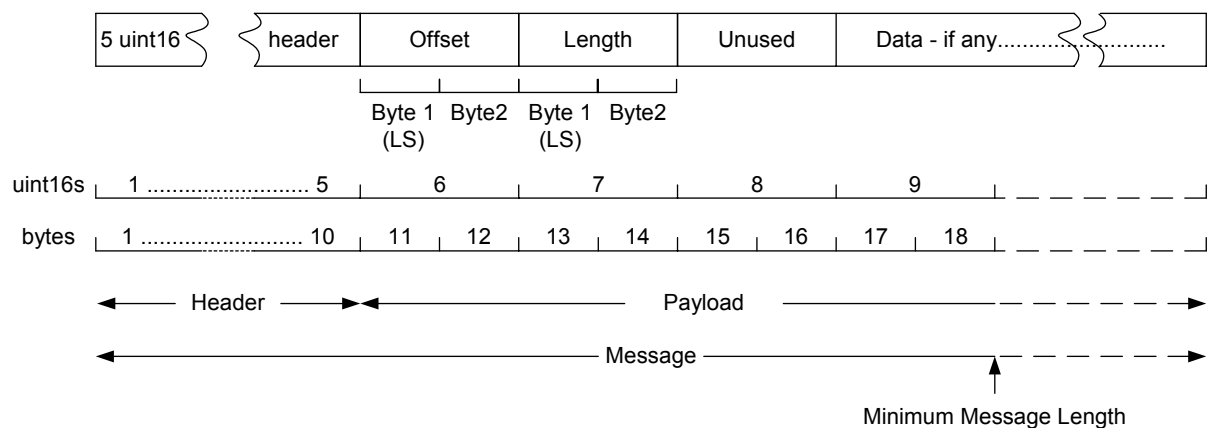 5 uint16 header Offset Length Unused Data - if any..............................
Byte 1 Byte2 Byte 1 Byte2
(LS) (LS)
uint16s 1 .......................... 5 6 7 8 9
bytes 1 .......................... 10 11 12 13 14 15 16 17 18
Header Payload
Message
Minimum Message Length